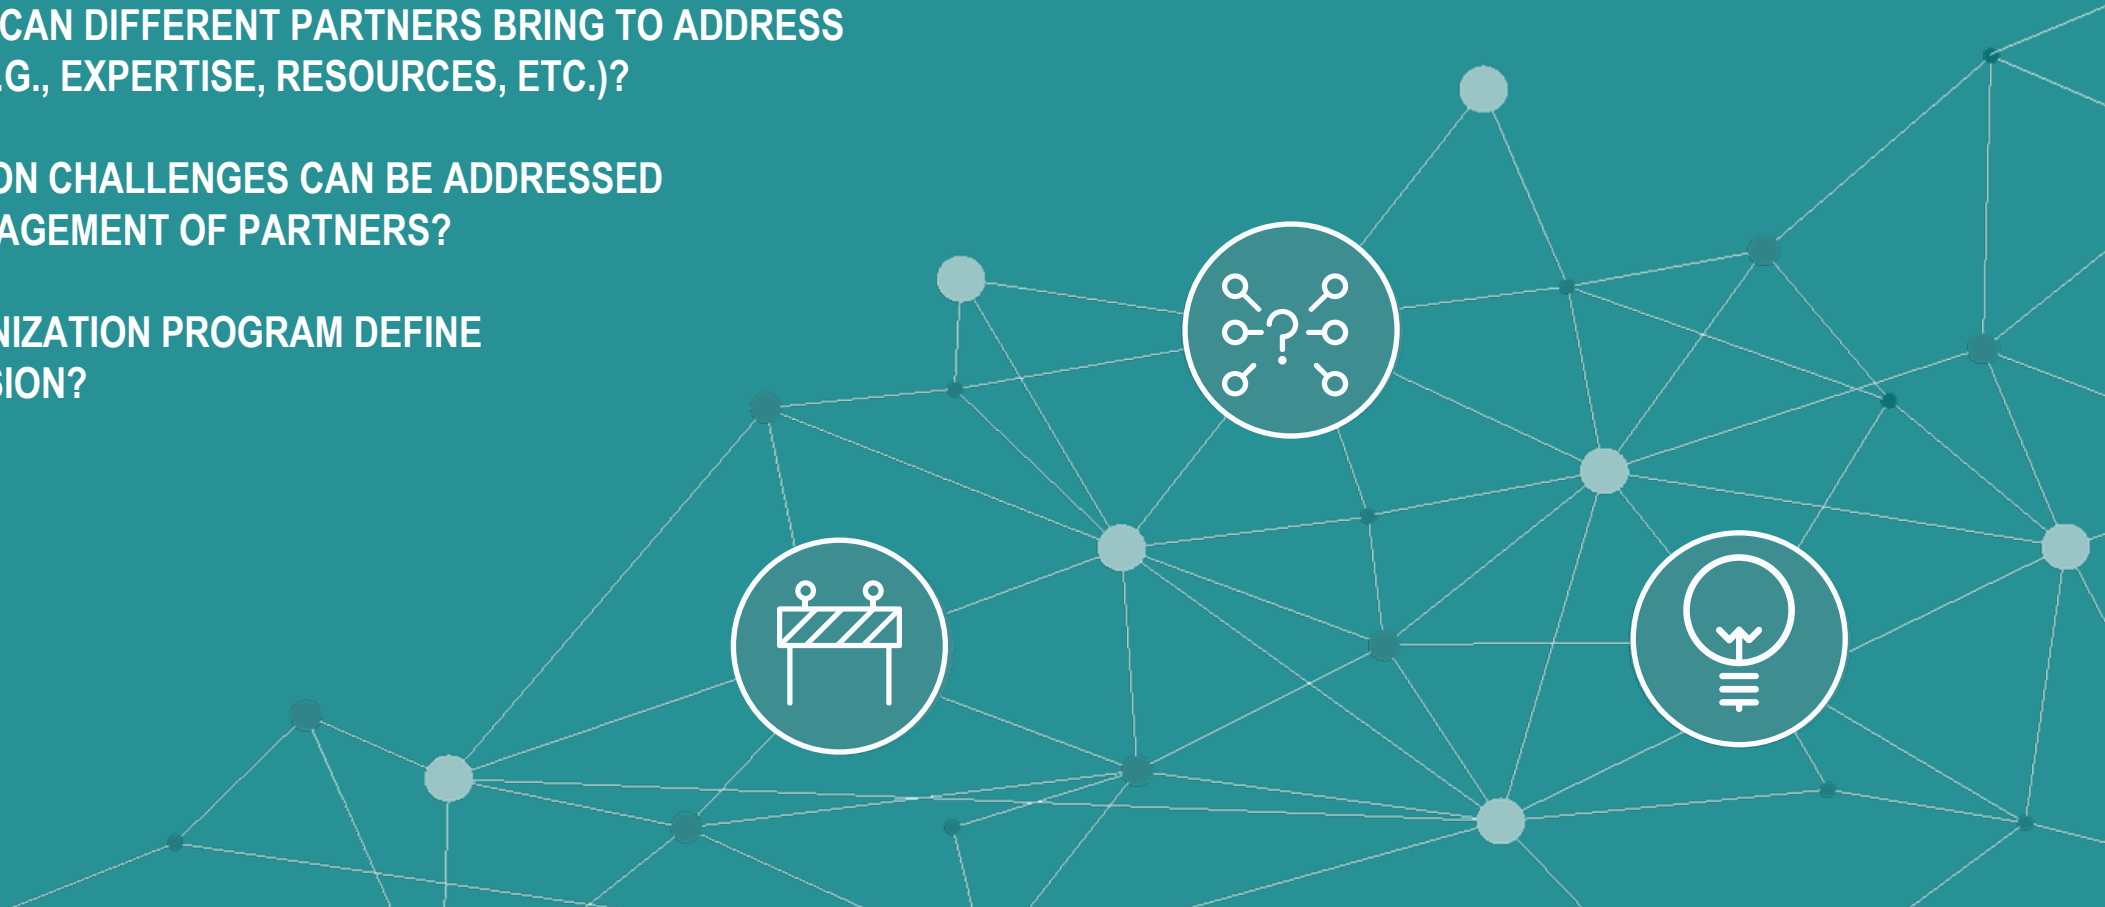 CAN DIFFERENT PARTNERS BRING TO ADDRESS
.G., EXPERTISE, RESOURCES, ETC.)?
ON CHALLENGES CAN BE ADDRESSED
AGEMENT OF PARTNERS?
NIZATION PROGRAM DEFINE
SION?
?